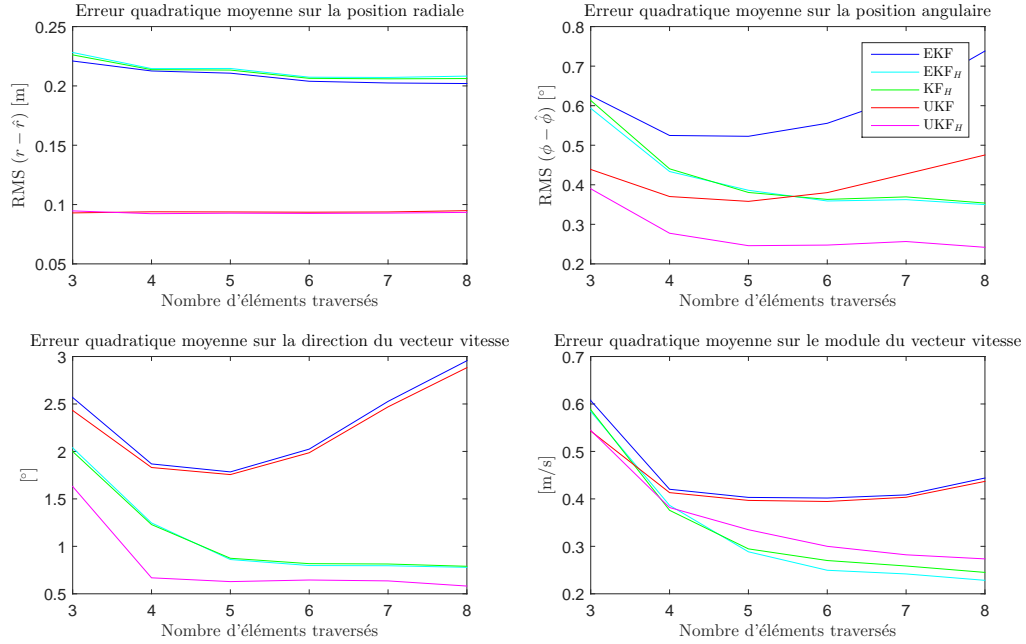 Erreur quadratique moyenne sur la position radiale
0.25
0.2
0.15
0.1
0.05
RMS (r − r̂) [m]
3 4 5 6 7 8
Nombre d'éléments traversés
Erreur quadratique moyenne sur la position angulaire
0.8
0.7
0.6
0.5
0.4
0.3
0.2
RMS (ϕ − ϕ̂) [°]
EKF
EKF_H
KF_H
UKF
UKF_H
3 4 5 6 7 8
Nombre d'éléments traversés
Erreur quadratique moyenne sur la direction du vecteur vitesse
3
2.5
2
1.5
1
0.5
[°]
3 4 5 6 7 8
Nombre d'éléments traversés
Erreur quadratique moyenne sur le module du vecteur vitesse
0.7
0.6
0.5
0.4
0.3
0.2
[m/s]
3 4 5 6 7 8
Nombre d'éléments traversés